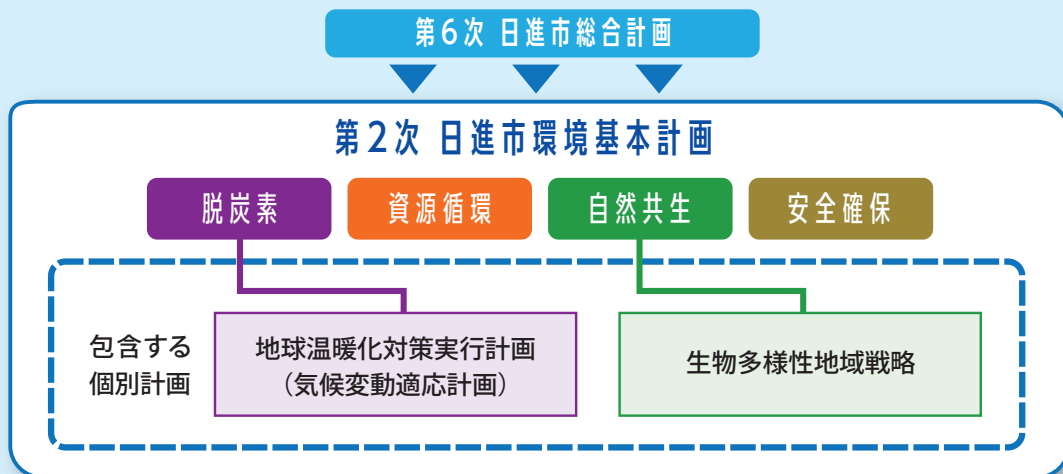 第6次 日進市総合計画
第2次 日進市環境基本計画
脱炭素
資源循環
自然共生
安全確保
包含する
個別計画
地球温暖化対策実行計画
（気候変動適応計画）
生物多様性地域戦略